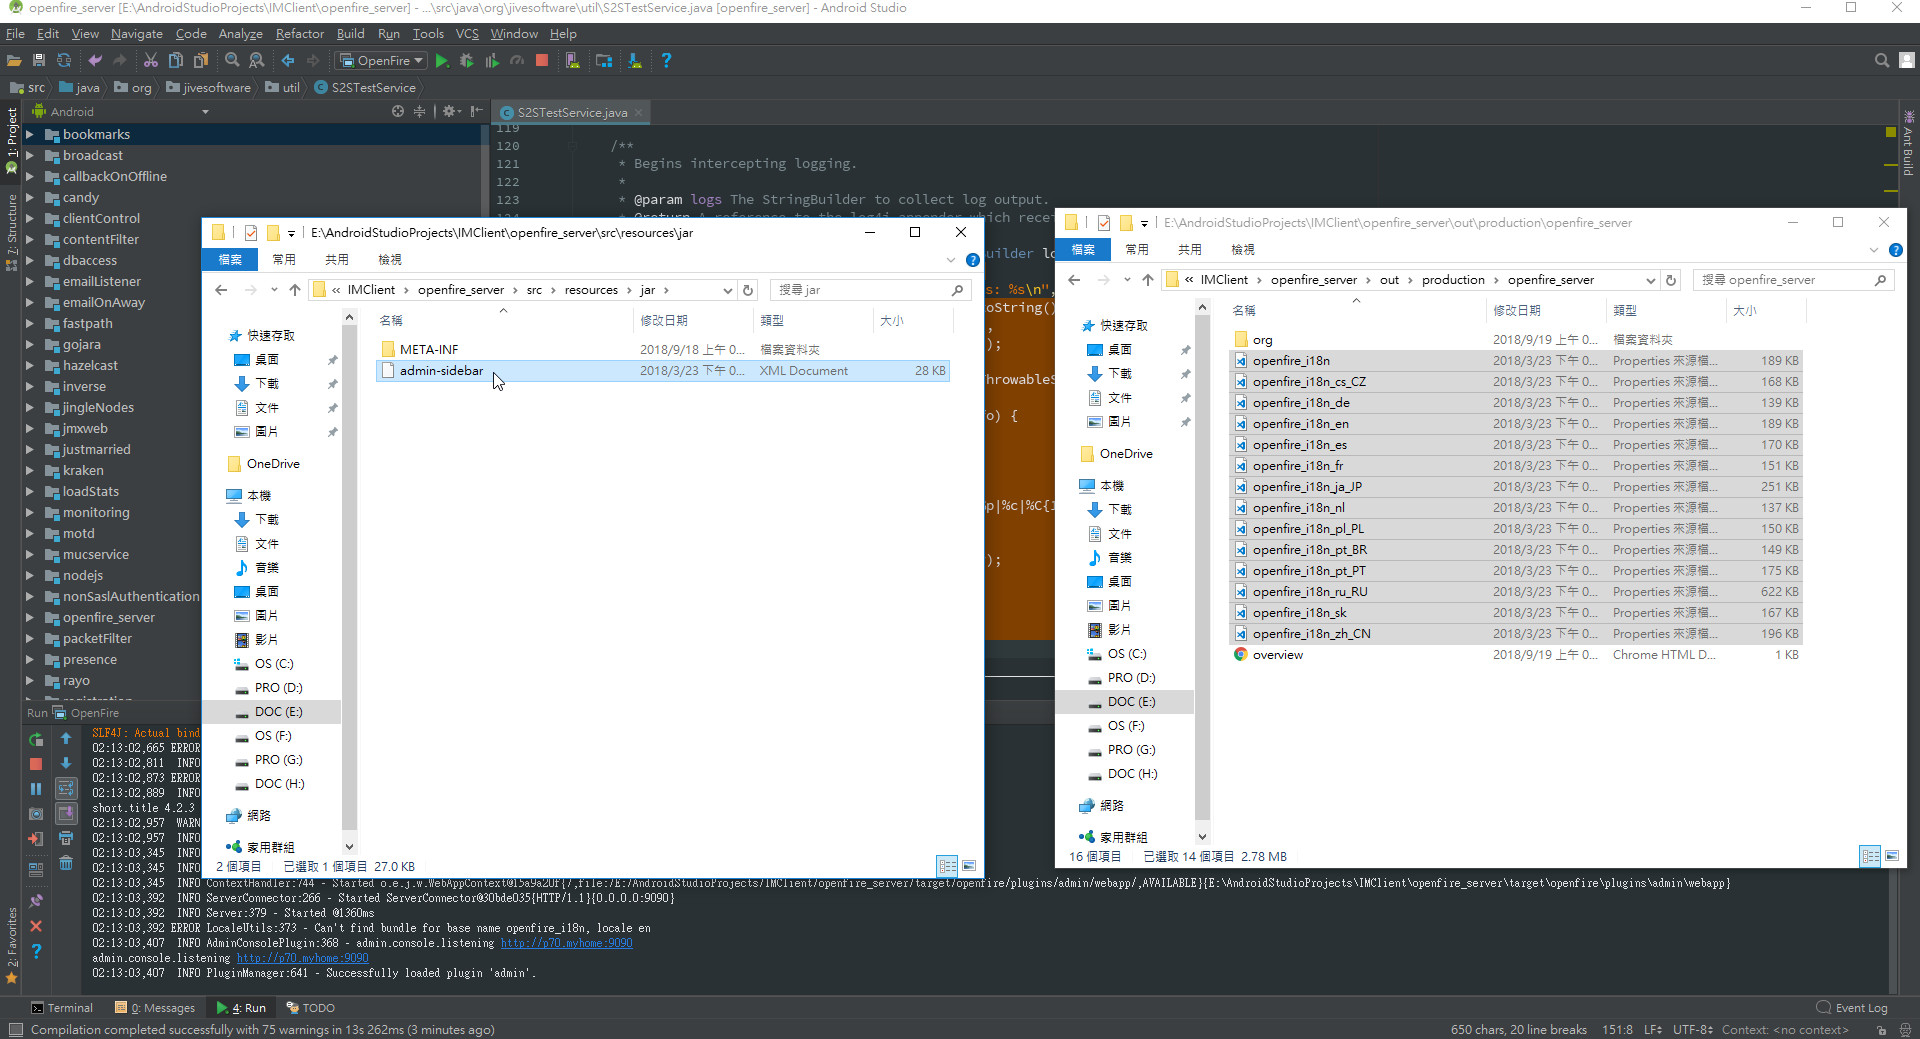 openfire_server [E:\AndroidStudioProjects\IMClient\openfire_server] - ...\src\java\org\jivesoftware\util\S2STestService.java [openfire_server] - Android Studio
File Edit View Navigate Code Analyze Refactor Build Run Tools VCS Window Help
OpenFire
src java org jivesoftware util S2STestService
Android
S2STestService.java
1: Project
7: Structure
2: Favorites
Ant Build
bookmarks
broadcast
callbackOnOffline
candy
clientControl
contentFilter
dbaccess
emailListener
emailOnAway
fastpath
gojara
hazelcast
inverse
jingleNodes
jmxweb
justmarried
kraken
loadStats
monitoring
motd
mucservice
nodejs
nonSaslAuthentication
openfire_server
packetFilter
presence
rayo
119
120 /**
121 * Begins intercepting logging.
122 *
123 * @param logs The StringBuilder to collect log output.
124 * @return A reference to the log4j appender which rece
uilder lo
s: %s\n",
oString()
,
);
hrowableS
o) {
p|%c|%C{1
);
E:\AndroidStudioProjects\IMClient\openfire_server\src\resources\jar
檔案 常用 共用 檢視
« IMClient › openfire_server › src › resources › jar ›
搜尋 jar
名稱 修改日期 類型 大小
META-INF 2018/9/18 上午 0... 檔案資料夾
admin-sidebar 2018/3/23 下午 0... XML Document 28 KB
快速存取
桌面
下載
文件
圖片
OneDrive
本機
下載
文件
音樂
桌面
圖片
影片
OS (C:)
PRO (D:)
DOC (E:)
OS (F:)
PRO (G:)
DOC (H:)
網路
家用群組
2 個項目 已選取 1 個項目 27.0 KB
E:\AndroidStudioProjects\IMClient\openfire_server\out\production\openfire_server
檔案 常用 共用 檢視
« IMClient › openfire_server › out › production › openfire_server
搜尋 openfire_server
名稱 修改日期 類型 大小
org 2018/9/19 上午 0... 檔案資料夾
openfire_i18n 2018/3/23 下午 0... Properties 來源檔... 189 KB
openfire_i18n_cs_CZ 2018/3/23 下午 0... Properties 來源檔... 168 KB
openfire_i18n_de 2018/3/23 下午 0... Properties 來源檔... 139 KB
openfire_i18n_en 2018/3/23 下午 0... Properties 來源檔... 189 KB
openfire_i18n_es 2018/3/23 下午 0... Properties 來源檔... 170 KB
openfire_i18n_fr 2018/3/23 下午 0... Properties 來源檔... 151 KB
openfire_i18n_ja_JP 2018/3/23 下午 0... Properties 來源檔... 251 KB
openfire_i18n_nl 2018/3/23 下午 0... Properties 來源檔... 137 KB
openfire_i18n_pl_PL 2018/3/23 下午 0... Properties 來源檔... 150 KB
openfire_i18n_pt_BR 2018/3/23 下午 0... Properties 來源檔... 149 KB
openfire_i18n_pt_PT 2018/3/23 下午 0... Properties 來源檔... 175 KB
openfire_i18n_ru_RU 2018/3/23 下午 0... Properties 來源檔... 622 KB
openfire_i18n_sk 2018/3/23 下午 0... Properties 來源檔... 167 KB
openfire_i18n_zh_CN 2018/3/23 下午 0... Properties 來源檔... 196 KB
overview 2018/9/19 上午 0... Chrome HTML D... 1 KB
快速存取
桌面
下載
文件
圖片
OneDrive
本機
下載
文件
音樂
桌面
圖片
影片
OS (C:)
PRO (D:)
DOC (E:)
OS (F:)
PRO (G:)
DOC (H:)
網路
家用群組
16 個項目 已選取 14 個項目 2.78 MB
Run OpenFire
SLF4J: Actual bind
02:13:02,665 ERROR
02:13:02,811 INFO
02:13:02,873 ERROR
02:13:02,889 INFO
short.title 4.2.3
02:13:02,957 WARN
02:13:02,957 INFO
02:13:03,345 INFO
02:13:03,345 INFO
02:13:03,345 INFO ContextHandler:744 - Started o.e.j.w.WebAppContext@15a9a20f{/,file:/E:/AndroidStudioProjects/IMClient/openfire_server/target/openfire/plugins/admin/webapp/,AVAILABLE}{E:\AndroidStudioProjects\IMClient\openfire_server\target\openfire\plugins\admin\webapp}
02:13:03,392 INFO ServerConnector:266 - Started ServerConnector@30bde035{HTTP/1.1}{0.0.0.0:9090}
02:13:03,392 INFO Server:379 - Started @1360ms
02:13:03,392 ERROR LocaleUtils:373 - Can't find bundle for base name openfire_i18n, locale en
02:13:03,407 INFO AdminConsolePlugin:368 - admin.console.listening http://p70.myhome:9090
admin.console.listening http://p70.myhome:9090
02:13:03,407 INFO PluginManager:641 - Successfully loaded plugin 'admin'.
Terminal 0: Messages 4: Run TODO Event Log
Compilation completed successfully with 75 warnings in 13s 262ms (3 minutes ago) 650 chars, 20 line breaks 151:8 LF UTF-8 Context: <no context>